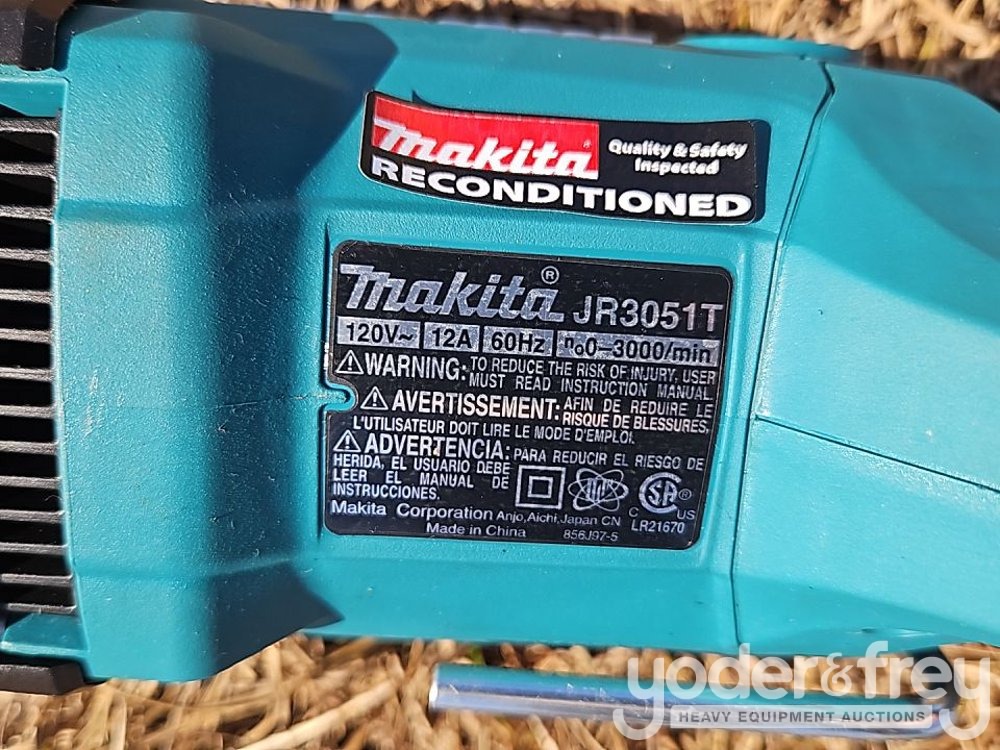 Makita
Quality & Safety
Inspected
RECONDITIONED
Makita® JR3051T
120V~ 12A 60Hz n₀0-3000/min
⚠WARNING: TO REDUCE THE RISK OF INJURY, USER
MUST READ INSTRUCTION MANUAL.
⚠AVERTISSEMENT: AFIN DE REDUIRE LE
RISQUE DE BLESSURES,
L'UTILISATEUR DOIT LIRE LE MODE D'EMPLOI.
⚠ADVERTENCIA: PARA REDUCIR EL RIESGO DE
HERIDA, EL USUARIO DEBE
LEER EL MANUAL DE
INSTRUCCIONES.
SA®
C US
LR21670
Makita Corporation Anjo, Aichi, Japan CN
Made in China 856J97-5
yoder&frey
HEAVY EQUIPMENT AUCTIONS